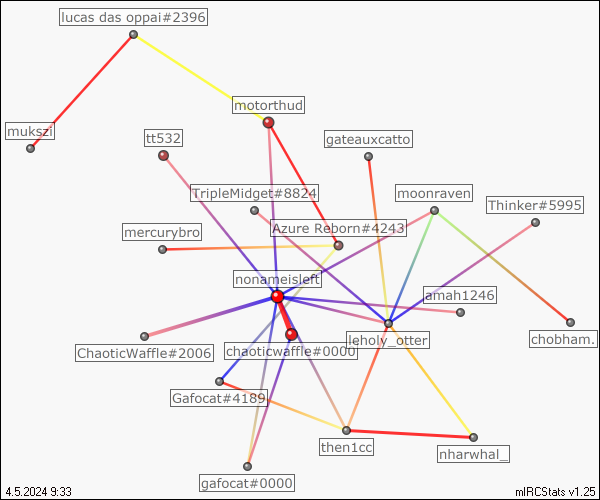 lucas das oppai#2396
motorthud
mukszi
tt532
gateauxcatto
TripleMidget#8824
moonraven
Thinker#5995
mercurybro
Azure Reborn#4243
nonameisleft
amah1246
ChaoticWaffle#2006
chaoticwaffle#0000
leholy_otter
chobham.
Gafocat#4189
then1cc
nharwhal_
gafocat#0000
4.5.2024 9:33
mIRCStats v1.25